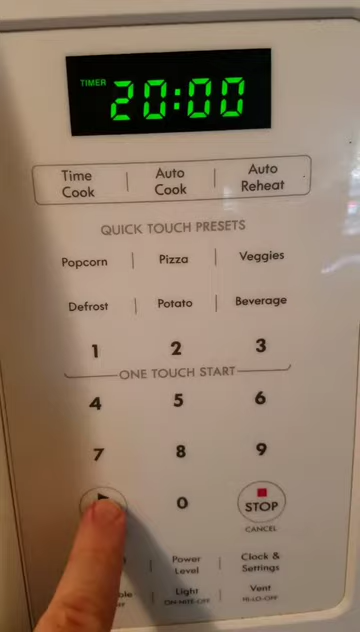 TIMER 20:00
Time Cook
Auto Cook
Auto Reheat
QUICK TOUCH PRESETS
Popcorn Pizza Veggies
Defrost Potato Beverage
1 2 3
ONE TOUCH START
4 5 6
7 8 9
0 STOP
CANCEL
Power Level
Clock & Settings
Light
ON-NITE-OFF
Vent
HI-LO-OFF